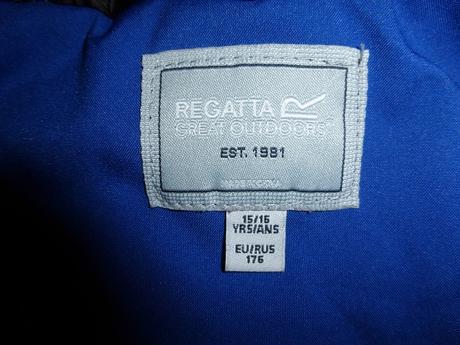 REGATTA
GREAT OUTDOORS
EST. 1981
15/16
YRS/ANS
EU/RUS
176